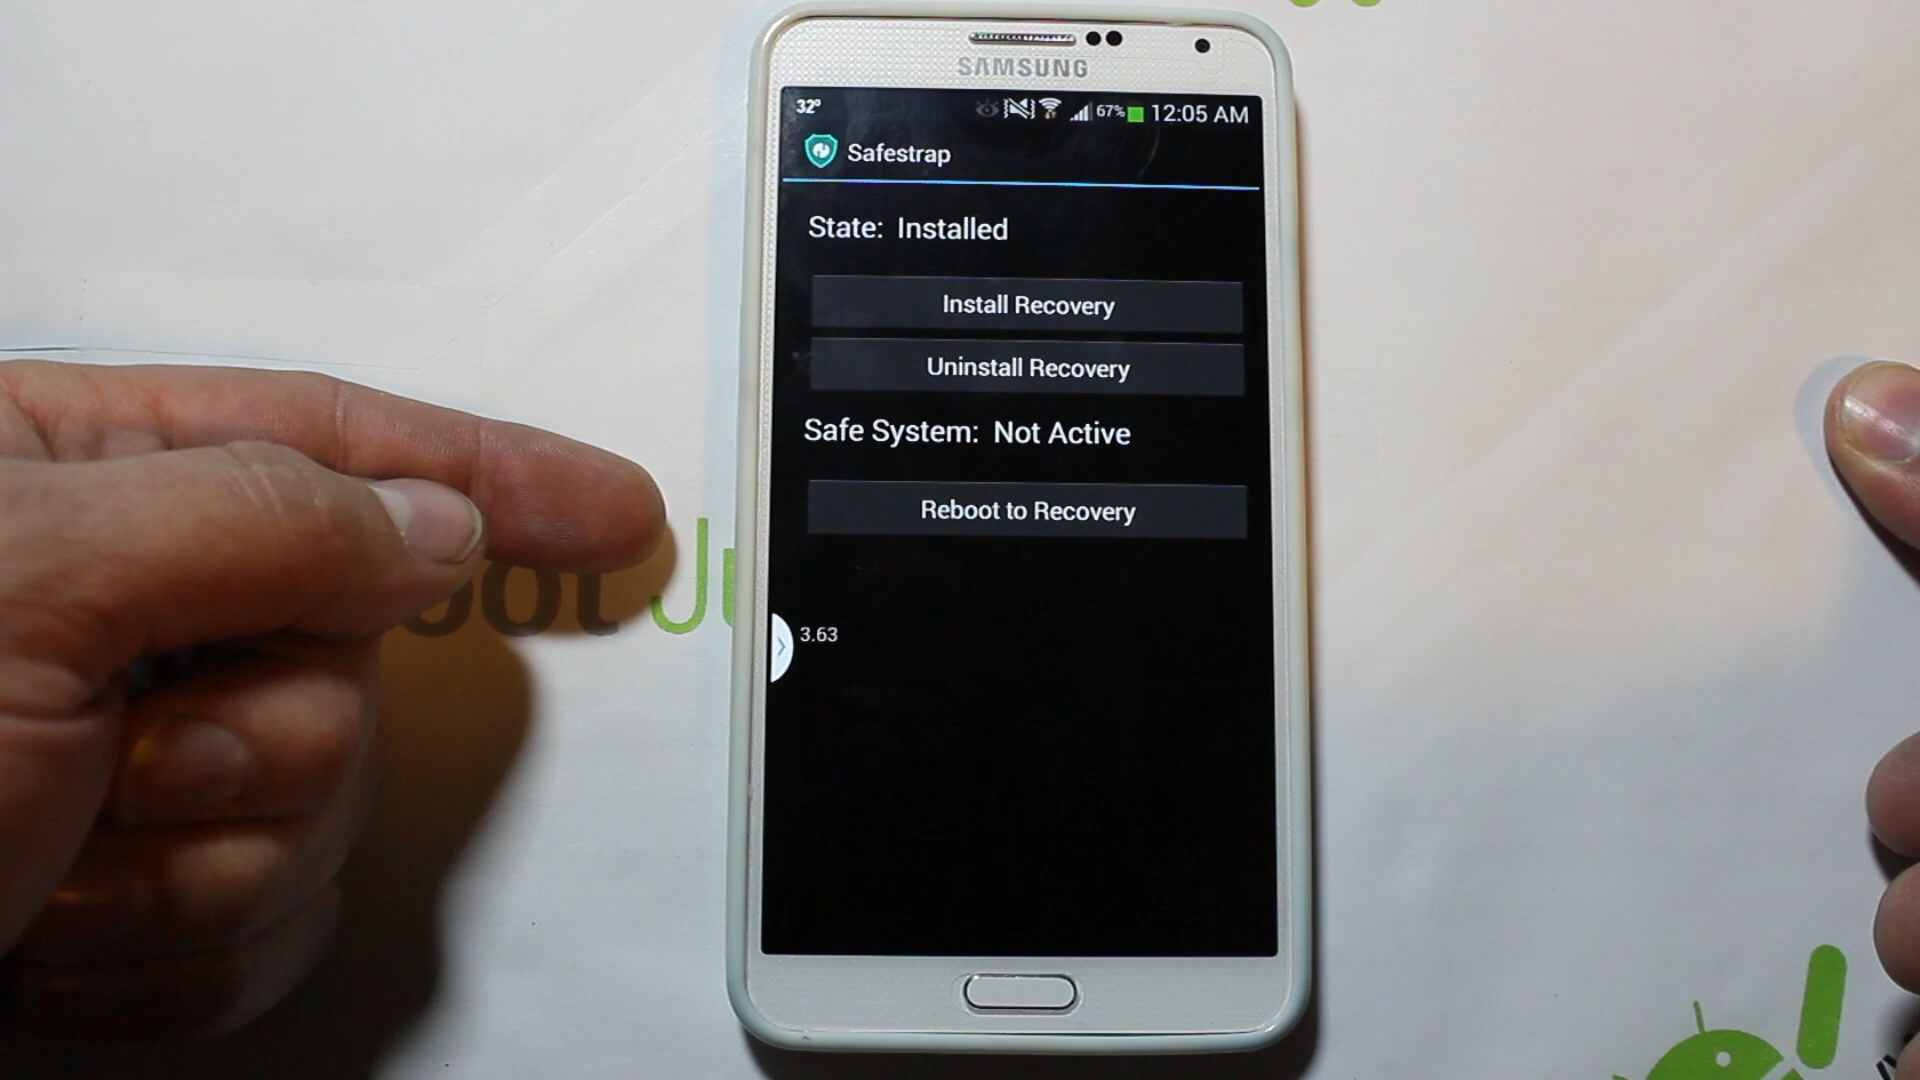 SAMSUNG
32° 67% 12:05 AM
Safestrap
State: Installed
Install Recovery
Uninstall Recovery
Safe System: Not Active
Reboot to Recovery
3.63